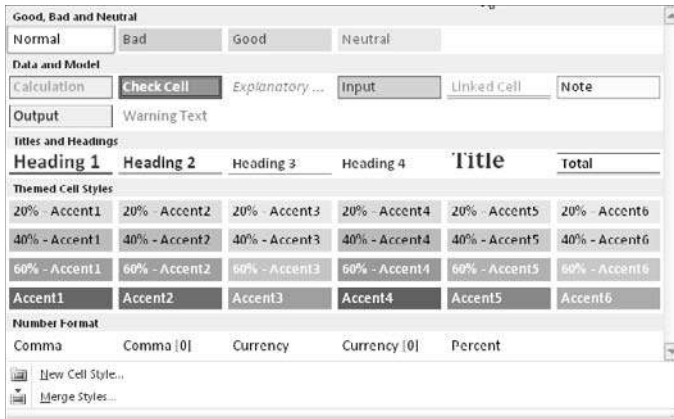 Good, Bad and Neutral
Normal Bad Good Neutral
Data and Model
Calculation Check Cell Explanatory ... Input Linked Cell Note
Output Warning Text
Titles and Headings
Heading 1 Heading 2 Heading 3 Heading 4 Title Total
Themed Cell Styles
20% - Accent1 20% - Accent2 20% - Accent3 20% - Accent4 20% - Accent5 20% - Accent6
40% - Accent1 40% - Accent2 40% - Accent3 40% - Accent4 40% - Accent5 40% - Accent6
60% - Accent1 60% - Accent2 60% - Accent3 60% - Accent4 60% - Accent5 60% - Accent6
Accent1 Accent2 Accent3 Accent4 Accent5 Accent6
Number Format
Comma Comma [0] Currency Currency [0] Percent
New Cell Style...
Merge Styles...